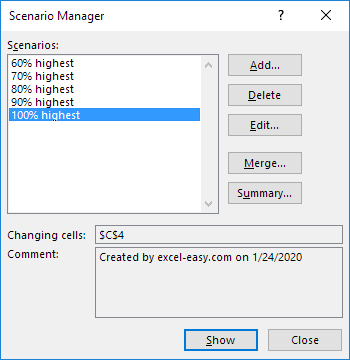 Scenario Manager ? ×
Scenarios:
60% highest
70% highest
80% highest
90% highest
100% highest
Add...
Delete
Edit...
Merge...
Summary...
Changing cells: $C$4
Comment: Created by excel-easy.com on 1/24/2020
Show Close